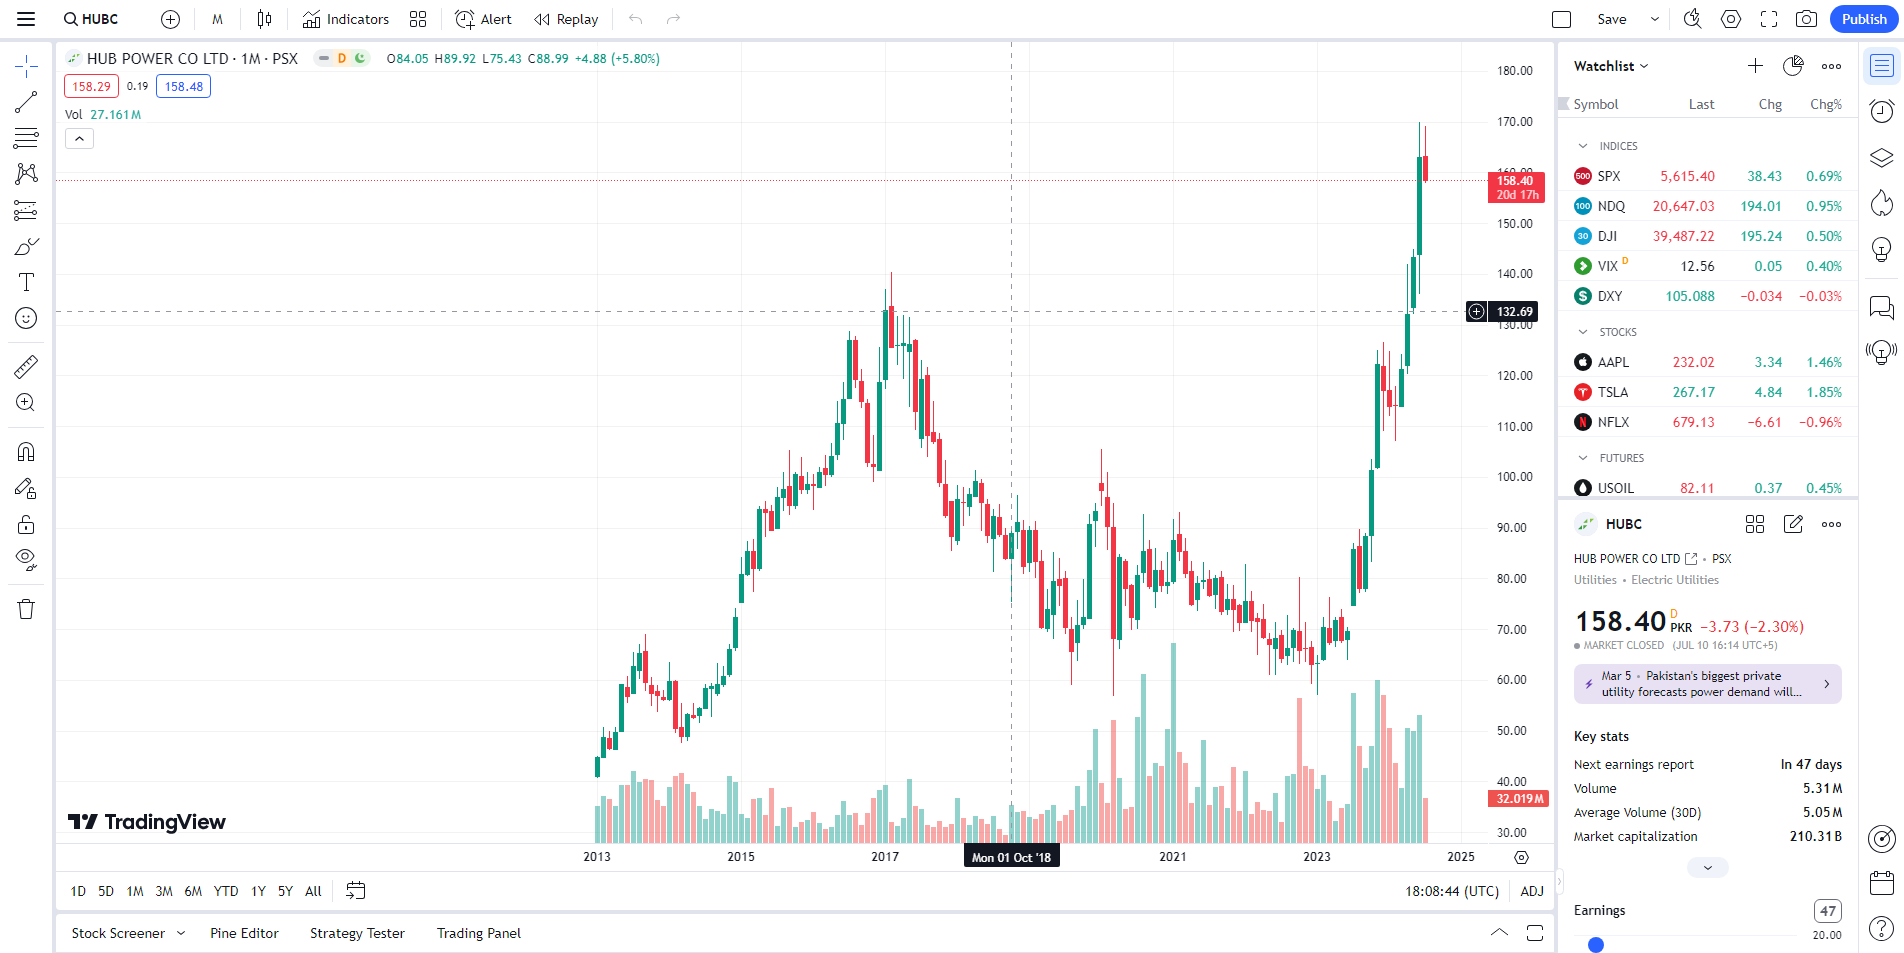 HUBC
M
Indicators
Alert
Replay
Save
Publish
HUB POWER CO LTD · 1M · PSX
D
O84.05 H89.92 L75.43 C88.99 +4.88 (+5.80%)
158.29
0.19
158.48
Vol 27.161M
180.00
170.00
160.00
158.40
20d 17h
150.00
140.00
132.69
130.00
120.00
110.00
100.00
90.00
80.00
70.00
60.00
50.00
40.00
32.019M
30.00
TradingView
2013
2015
2017
Mon 01 Oct '18
2021
2023
2025
1D 5D 1M 3M 6M YTD 1Y 5Y All
18:08:44 (UTC)
ADJ
Stock Screener
Pine Editor
Strategy Tester
Trading Panel
Watchlist
Symbol Last Chg Chg%
INDICES
500 SPX 5,615.40 38.43 0.69%
100 NDQ 20,647.03 194.01 0.95%
30 DJI 39,487.22 195.24 0.50%
VIX D 12.56 0.05 0.40%
$ DXY 105.088 −0.034 −0.03%
STOCKS
AAPL 232.02 3.34 1.46%
TSLA 267.17 4.84 1.85%
N NFLX 679.13 −6.61 −0.96%
FUTURES
USOIL 82.11 0.37 0.45%
HUBC
HUB POWER CO LTD • PSX
Utilities • Electric Utilities
158.40 D PKR −3.73 (−2.30%)
MARKET CLOSED (JUL 10 16:14 UTC+5)
Mar 5 • Pakistan's biggest private
utility forecasts power demand will...
Key stats
Next earnings report In 47 days
Volume 5.31M
Average Volume (30D) 5.05M
Market capitalization 210.31B
Earnings
47
20.00